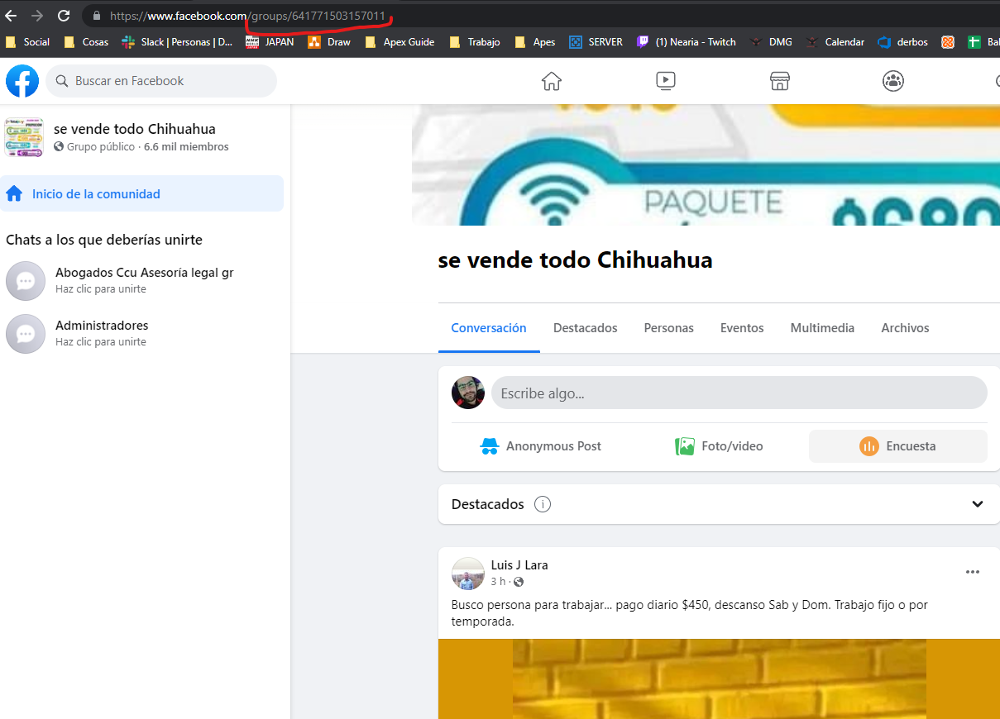 https://www.facebook.com/groups/641771503157011
Social Cosas Slack | Personas | D... JAPAN Draw Apex Guide Trabajo Apes SERVER (1) Nearia - Twitch DMG Calendar derbos
Buscar en Facebook
se vende todo Chihuahua
Grupo público · 6.6 mil miembros
Inicio de la comunidad
Chats a los que deberías unirte
Abogados Ccu Asesoría legal gr
Haz clic para unirte
Administradores
Haz clic para unirte
PAQUETE
se vende todo Chihuahua
Conversación Destacados Personas Eventos Multimedia Archivos
Escribe algo...
Anonymous Post Foto/video Encuesta
Destacados
Luis J Lara
3 h ·
Busco persona para trabajar... pago diario $450, descanso Sab y Dom. Trabajo fijo o por
temporada.